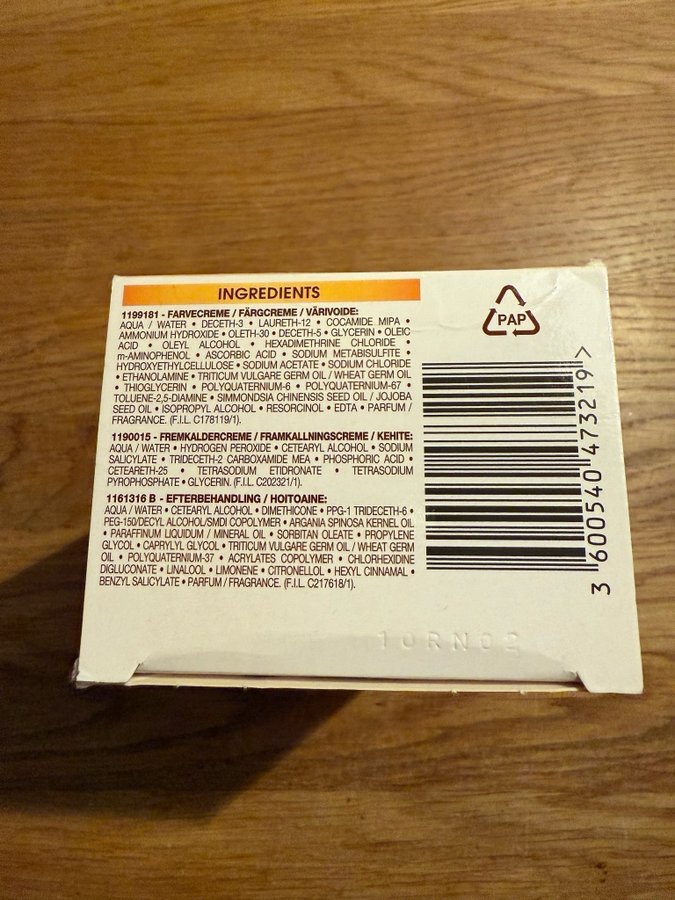 INGREDIENTS
1199181 - FARVECREME / FÄRGCREME / VÄRIVOIDE:
AQUA / WATER • DECETH-3 • LAURETH-12 • COCAMIDE MIPA •
AMMONIUM HYDROXIDE • OLETH-30 • DECETH-5 • GLYCERIN • OLEIC
ACID • OLEYL ALCOHOL • HEXADIMETHRINE CHLORIDE •
m-AMINOPHENOL • ASCORBIC ACID • SODIUM METABISULFITE •
HYDROXYETHYLCELLULOSE • SODIUM ACETATE • SODIUM CHLORIDE
• ETHANOLAMINE • TRITICUM VULGARE GERM OIL / WHEAT GERM OIL
• THIOGLYCERIN • POLYQUATERNIUM-6 • POLYQUATERNIUM-67 •
TOLUENE-2,5-DIAMINE • SIMMONDSIA CHINENSIS SEED OIL / JOJOBA
SEED OIL • ISOPROPYL ALCOHOL • RESORCINOL • EDTA • PARFUM /
FRAGRANCE. (F.I.L. C178119/1).
1190015 - FREMKALDERCREME / FRAMKALLNINGSCREME / KEHITE:
AQUA / WATER • HYDROGEN PEROXIDE • CETEARYL ALCOHOL • SODIUM
SALICYLATE • TRIDECETH-2 CARBOXAMIDE MEA • PHOSPHORIC ACID •
CETEARETH-25 • TETRASODIUM ETIDRONATE • TETRASODIUM
PYROPHOSPHATE • GLYCERIN. (F.I.L. C202321/1).
1161316 B - EFTERBEHANDLING / HOITOAINE:
AQUA / WATER • CETEARYL ALCOHOL • DIMETHICONE • PPG-1 TRIDECETH-6 •
PEG-150/DECYL ALCOHOL/SMDI COPOLYMER • ARGANIA SPINOSA KERNEL OIL
• PARAFFINUM LIQUIDUM / MINERAL OIL • SORBITAN OLEATE • PROPYLENE
GLYCOL • CAPRYLYL GLYCOL • TRITICUM VULGARE GERM OIL / WHEAT GERM
OIL • POLYQUATERNIUM-37 • ACRYLATES COPOLYMER • CHLORHEXIDINE
DIGLUCONATE • LINALOOL • LIMONENE • CITRONELLOL • HEXYL CINNAMAL •
BENZYL SALICYLATE • PARFUM / FRAGRANCE. (F.I.L. C217618/1).
PAP
3 600540 473219 >
10RN02